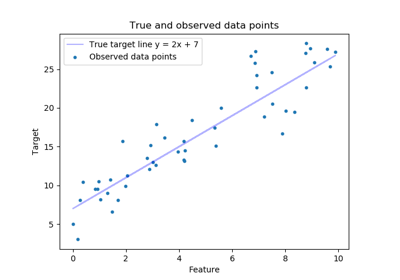 True and observed data points
True target line y = 2x + 7
Observed data points
25
20
15
10
5
Target
0
2
4
6
8
10
Feature